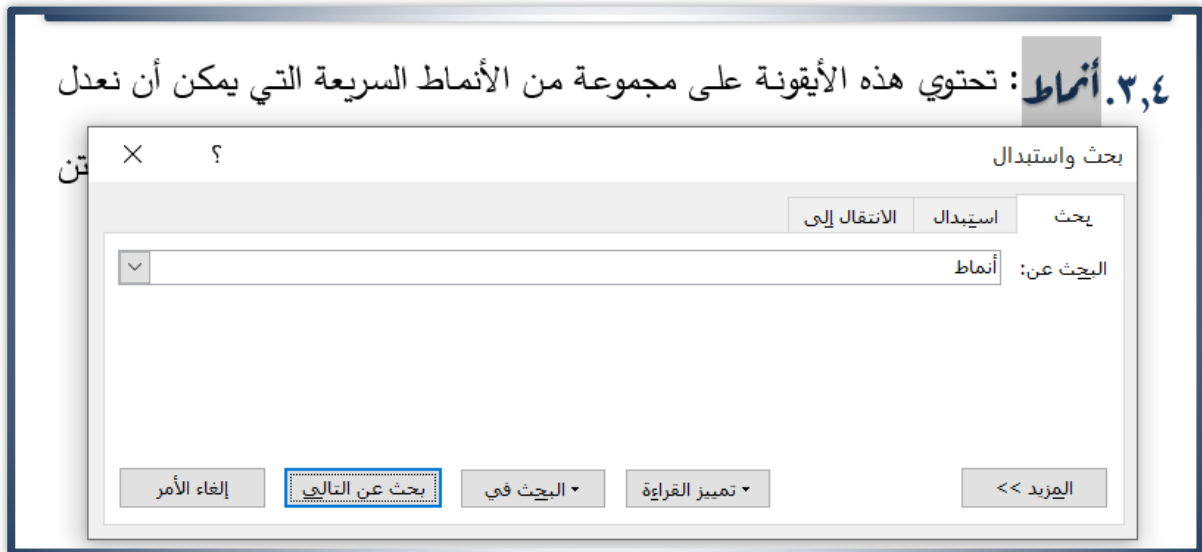 ٣,٤. أنماط: تحتوي هذه الأيقونة على مجموعة من الأنماط السريعة التي يمكن أن نعدل
بحث واستبدال ؟
تن
بحث استبدال الانتقال إلى
البحث عن: أنماط
المزيد >> تمييز القراءة البحث في بحث عن التالي إلغاء الأمر